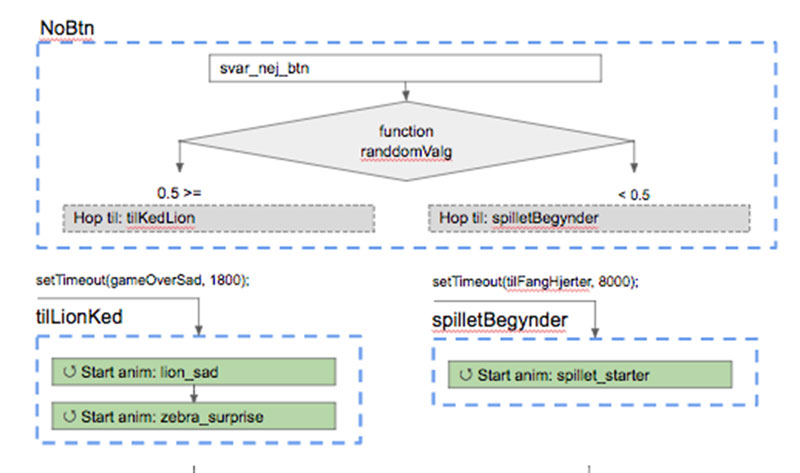 NoBtn
svar_nej_btn
function
randdomValg
0.5 >=
< 0.5
Hop til: tilKedLion
Hop til: spilletBegynder
setTimeout(gameOverSad, 1800);
setTimeout(tilFangHjerter, 8000);
tilLionKed
spilletBegynder
Start anim: lion_sad
Start anim: spillet_starter
Start anim: zebra_surprise